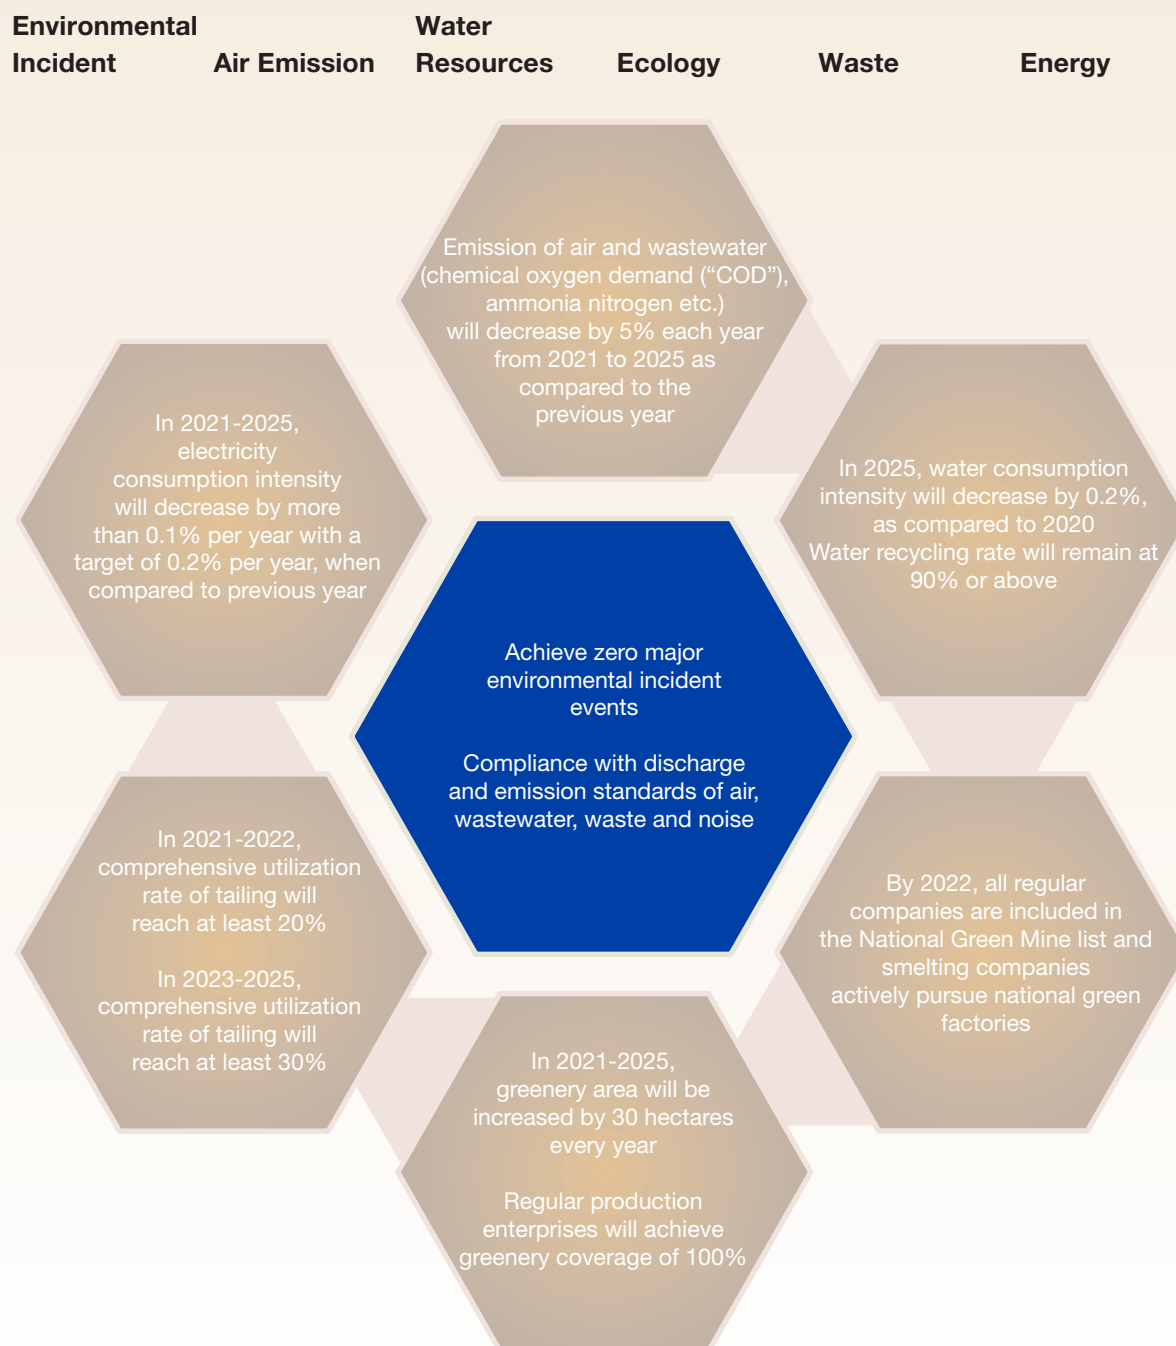 Environmental Incident
Air Emission
Water Resources
Ecology
Waste
Energy
Emission of air and wastewater
(chemical oxygen demand (“COD”),
ammonia nitrogen etc.)
will decrease by 5% each year
from 2021 to 2025 as
compared to the
previous year
In 2021-2025,
electricity
consumption intensity
will decrease by more
than 0.1% per year with a
target of 0.2% per year, when
compared to previous year
In 2025, water consumption
intensity will decrease by 0.2%,
as compared to 2020
Water recycling rate will remain at
90% or above
Achieve zero major
environmental incident
events
Compliance with discharge
and emission standards of air,
wastewater, waste and noise
In 2021-2022,
comprehensive utilization
rate of tailing will
reach at least 20%
In 2023-2025,
comprehensive utilization
rate of tailing will
reach at least 30%
By 2022, all regular
companies are included in
the National Green Mine list and
smelting companies
actively pursue national green
factories
In 2021-2025,
greenery area will be
increased by 30 hectares
every year
Regular production
enterprises will achieve
greenery coverage of 100%